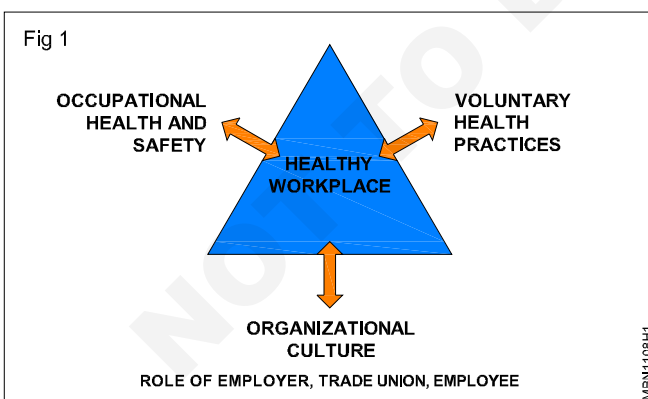 Fig 1
OCCUPATIONAL
HEALTH AND
SAFETY
VOLUNTARY
HEALTH
PRACTICES
HEALTHY
WORKPLACE
ORGANIZATIONAL
CULTURE
ROLE OF EMPLOYER, TRADE UNION, EMPLOYEE